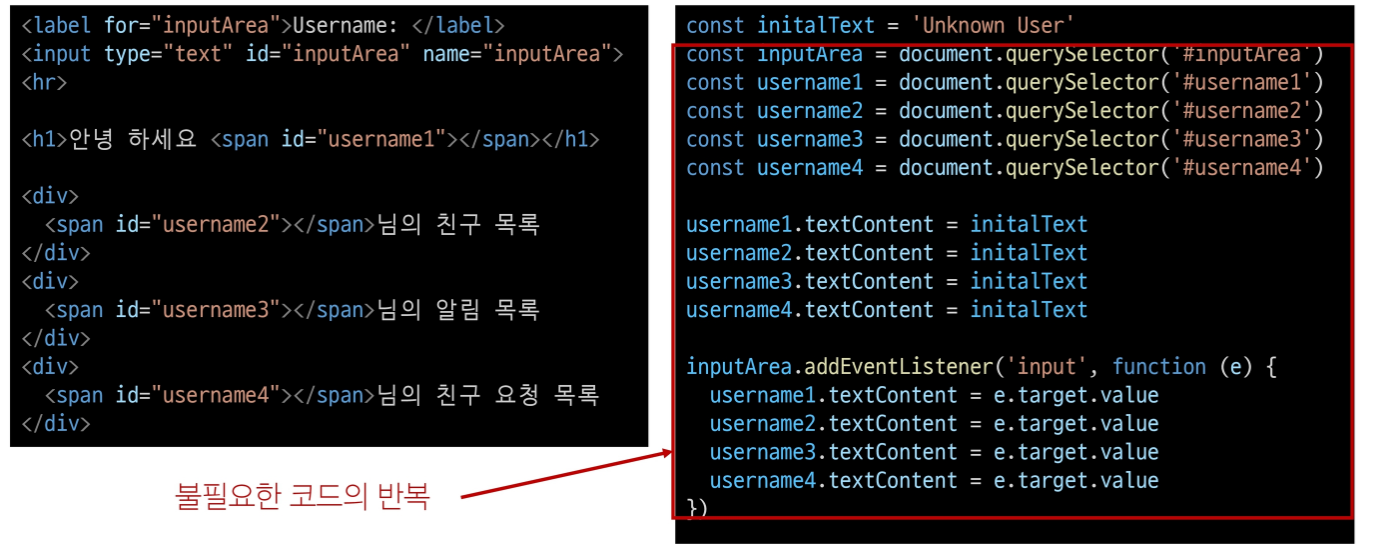 <label for="inputArea">Username: </label>
<input type="text" id="inputArea" name="inputArea">
<hr>
<h1>안녕 하세요 <span id="username1"></span></h1>
<div>
  <span id="username2"></span>님의 친구 목록
</div>
<div>
  <span id="username3"></span>님의 알림 목록
</div>
<div>
  <span id="username4"></span>님의 친구 요청 목록
</div>
불필요한 코드의 반복
const initalText = 'Unknown User'
const inputArea = document.querySelector('#inputArea')
const username1 = document.querySelector('#username1')
const username2 = document.querySelector('#username2')
const username3 = document.querySelector('#username3')
const username4 = document.querySelector('#username4')
username1.textContent = initalText
username2.textContent = initalText
username3.textContent = initalText
username4.textContent = initalText
inputArea.addEventListener('input', function (e) {
  username1.textContent = e.target.value
  username2.textContent = e.target.value
  username3.textContent = e.target.value
  username4.textContent = e.target.value
})